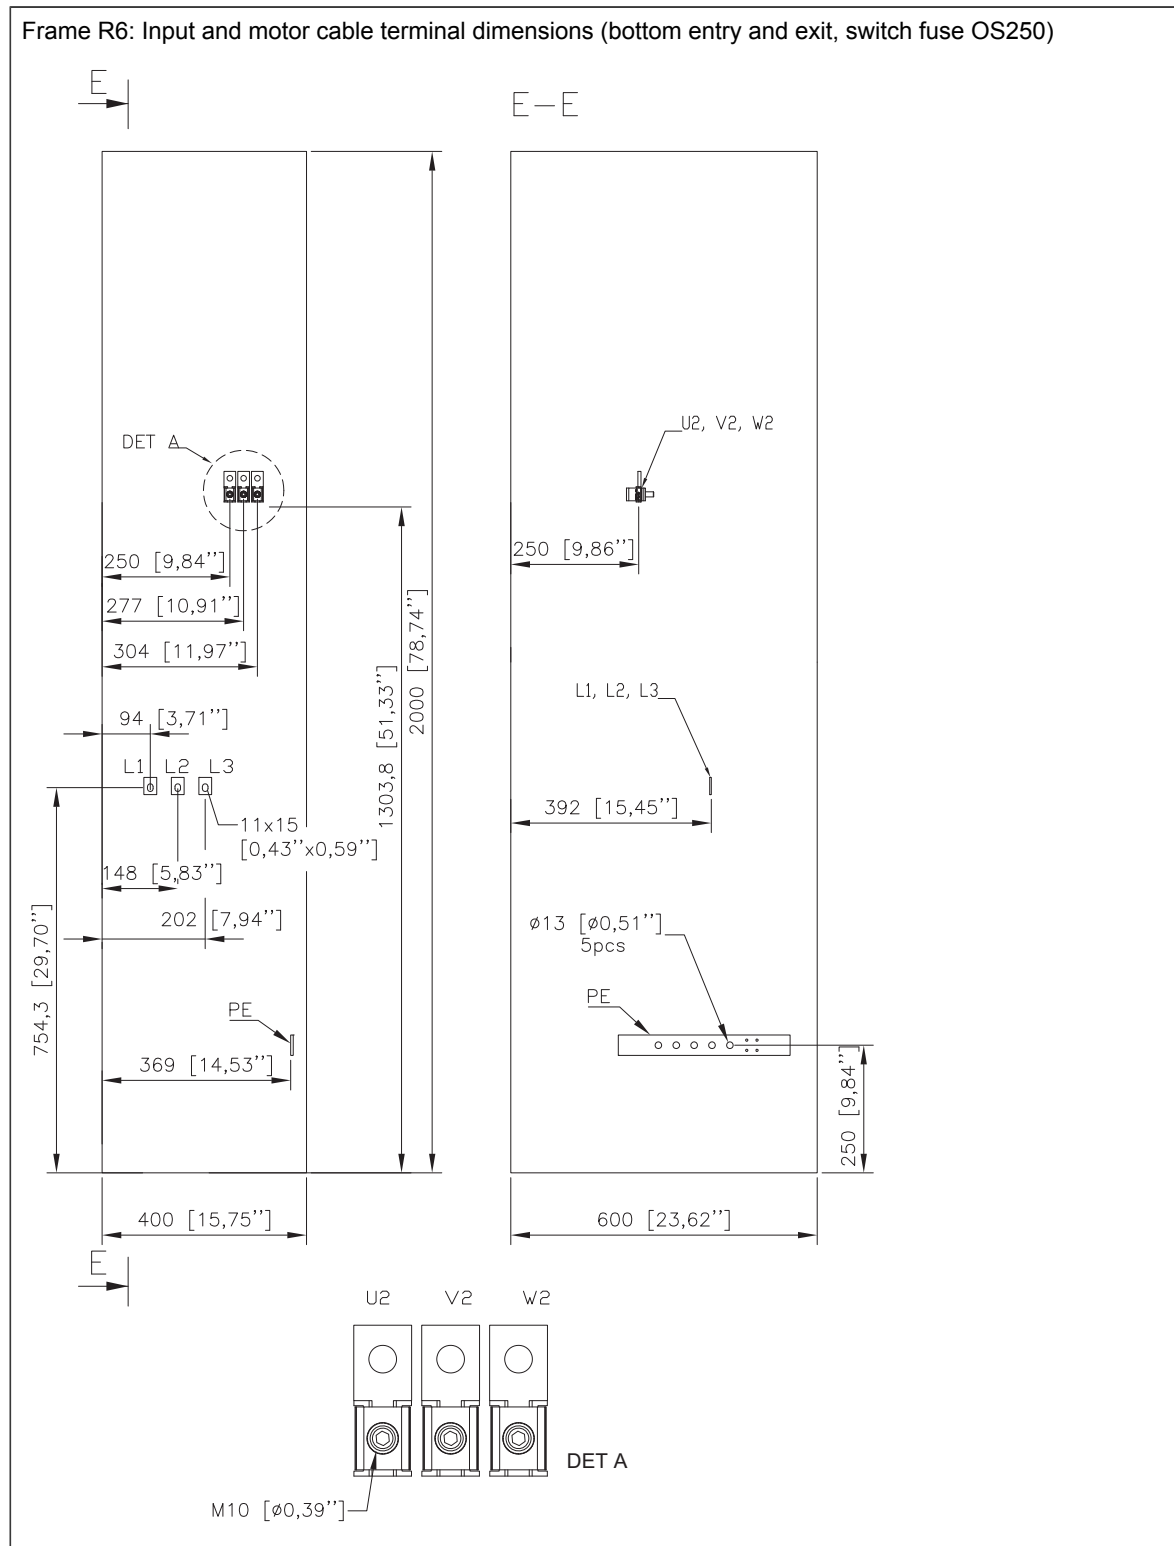 Frame R6: Input and motor cable terminal dimensions (bottom entry and exit, switch fuse OS250)
E
E-E
DET A
U2, V2, W2
250 [9,84'']
250 [9,86'']
277 [10,91'']
304 [11,97'']
2000 [78,74'']
1303,8 [51,33'']
L1, L2, L3
94 [3,71'']
L1 L2 L3
392 [15,45'']
11x15
[0,43''x0,59'']
148 [5,83'']
202 [7,94'']
ø13 [ø0,51'']
5pcs
754,3 [29,70'']
PE
PE
369 [14,53'']
250 [9,84'']
400 [15,75'']
600 [23,62'']
E
U2 V2 W2
DET A
M10 [ø0,39'']